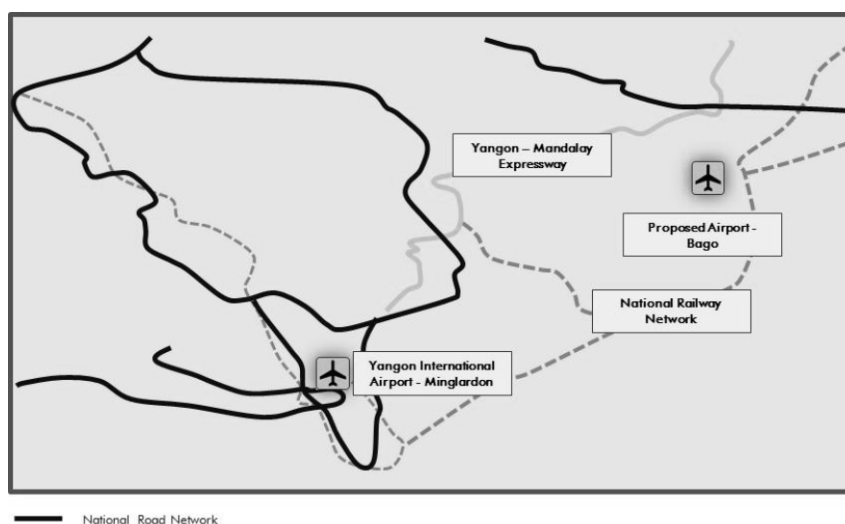 Yangon – Mandalay
Expressway
Proposed Airport -
Bago
National Railway
Network
Yangon International
Airport - Minglardon
National Road Network